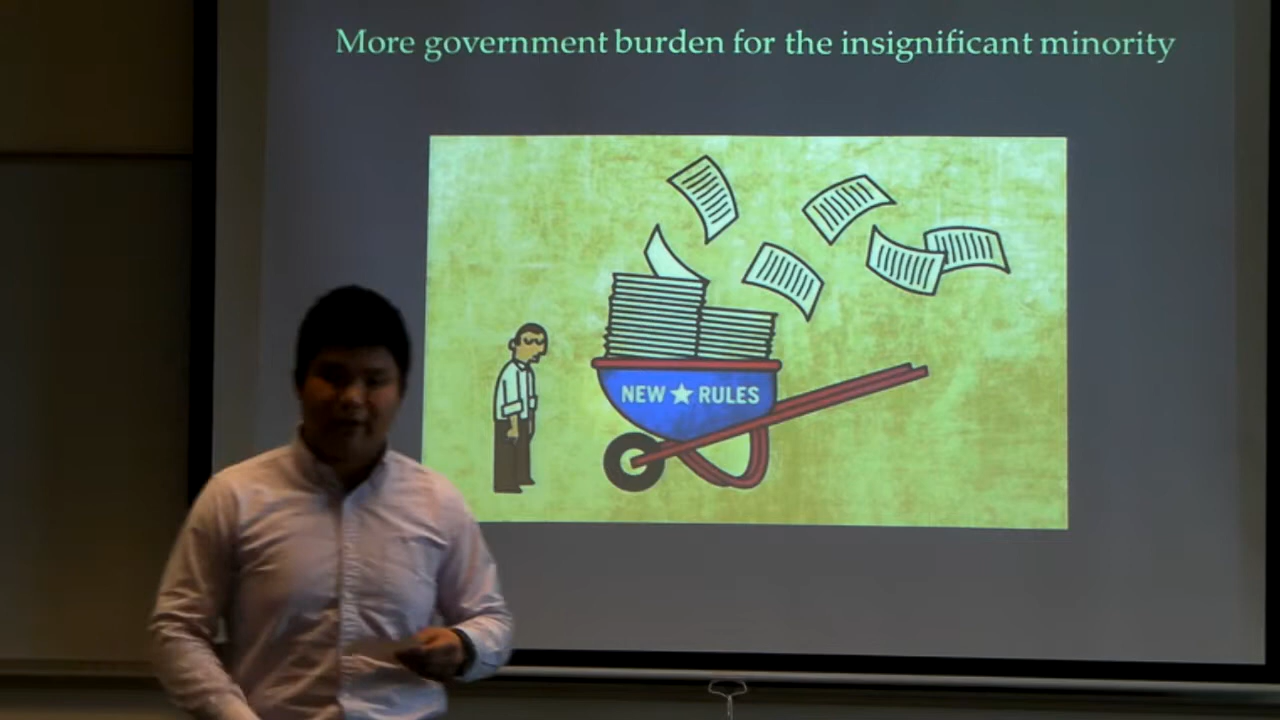 More government burden for the insignificant minority
NEW ★ RULES